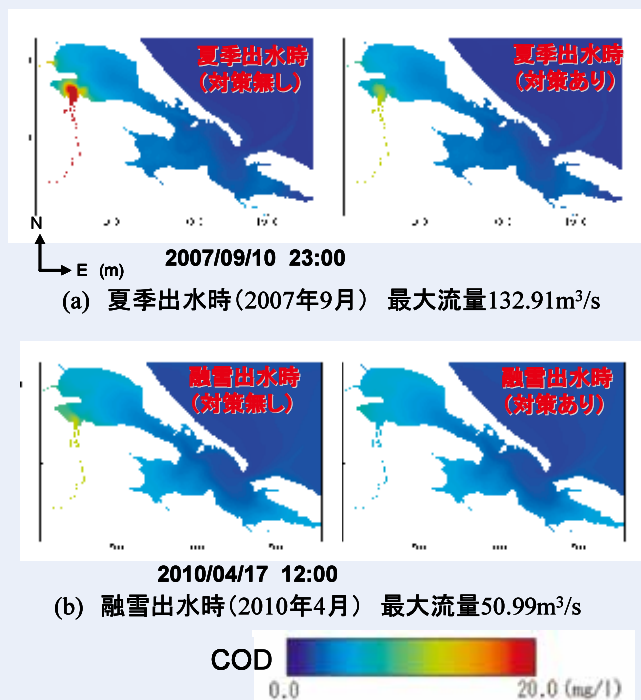 夏季出水時
(対策無し)
夏季出水時
(対策あり)
N
E (m)
2007/09/10 23:00
(a) 夏季出水時(2007年9月) 最大流量132.91m³/s
融雪出水時
(対策無し)
融雪出水時
(対策あり)
2010/04/17 12:00
(b) 融雪出水時(2010年4月) 最大流量50.99m³/s
COD
0.0 20.0 (mg/l)